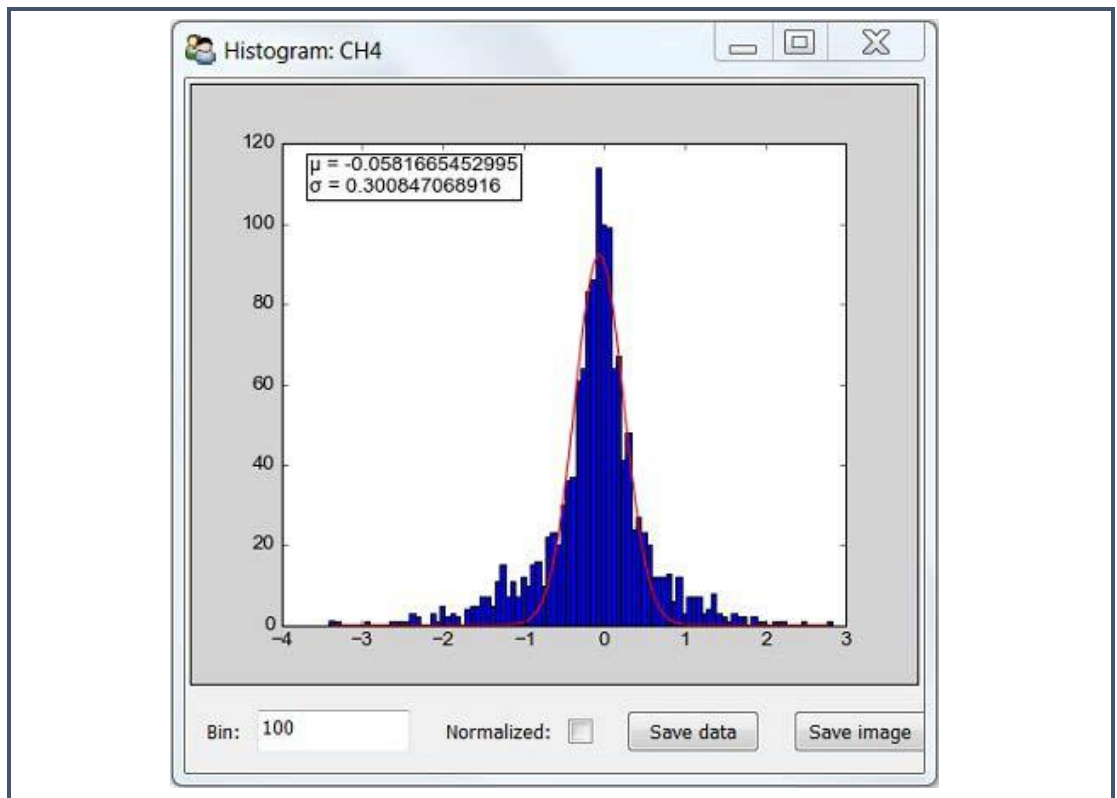 Histogram: CH4
120
μ = -0.0581665452995
σ = 0.300847068916
100
80
60
40
20
0
−4 −3 −2 −1 0 1 2 3
Bin: 100 Normalized: Save data Save image